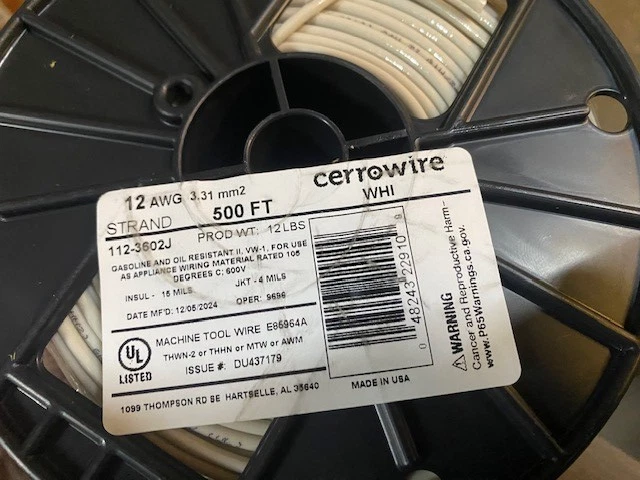 cerrowire
12 AWG 3.31 mm2
STRAND 500 FT WHI
112-3602J PROD WT: 12 LBS
GASOLINE AND OIL RESISTANT II, VW-1, FOR USE
AS APPLIANCE WIRING MATERIAL RATED 105
DEGREES C; 600V
INSUL - 15 MILS JKT - 4 MILS
DATE MF'D: 12/05/2024 OPER: 9696
UL
LISTED
MACHINE TOOL WIRE E86964A
THWN-2 or THHN or MTW or AWM
ISSUE #: DU437179
1099 THOMPSON RD SE HARTSELLE, AL 35640
MADE IN USA
0
48243 22910
0
WARNING
Cancer and Reproductive Harm-
www.P65Warnings.ca.gov.